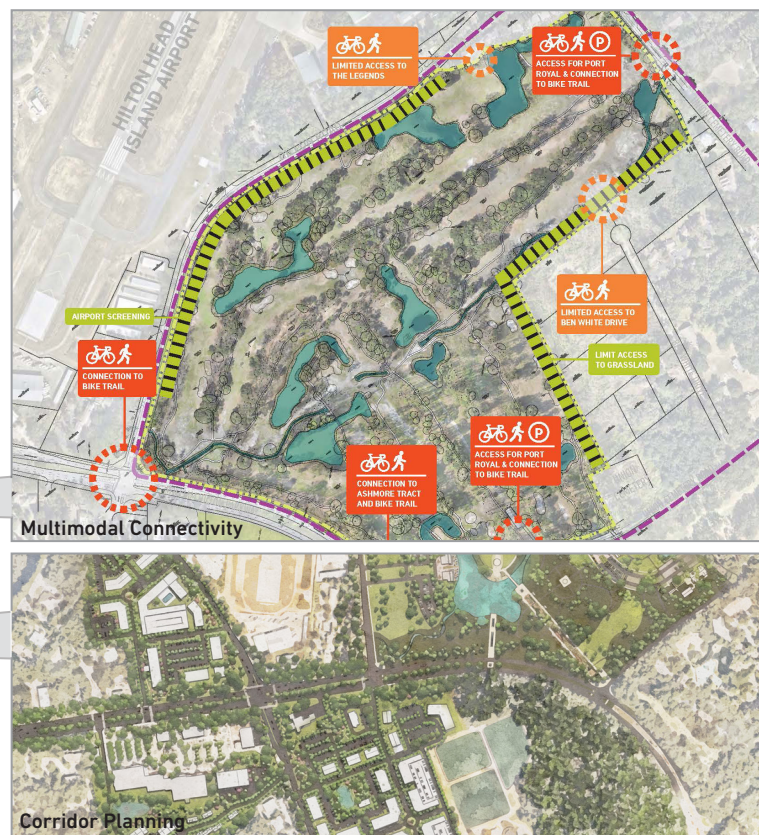 HILTON HEAD
ISLAND AIRPORT
LIMITED ACCESS TO
THE LEGENDS
P
ACCESS FOR PORT
ROYAL & CONNECTION
TO BIKE TRAIL
LIMITED ACCESS TO
BEN WHITE DRIVE
AIRPORT SCREENING
LIMIT ACCESS
TO GRASSLAND
CONNECTION TO
BIKE TRAIL
P
ACCESS FOR PORT
ROYAL & CONNECTION
TO BIKE TRAIL
CONNECTION TO
ASHMORE TRACT
AND BIKE TRAIL
Multimodal Connectivity
Corridor Planning